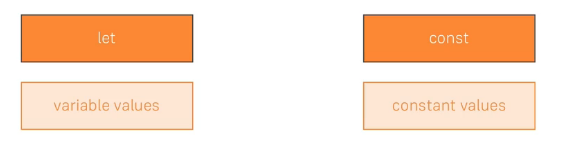 let
const
variable values
constant values